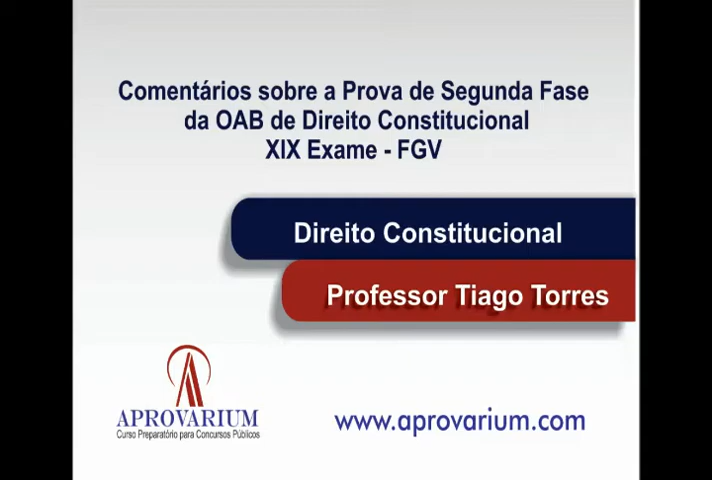 Comentários sobre a Prova de Segunda Fase
da OAB de Direito Constitucional
XIX Exame - FGV
Direito Constitucional
Professor Tiago Torres
APROVARIUM
Curso Preparatório para Concursos Públicos
www.aprovarium.com